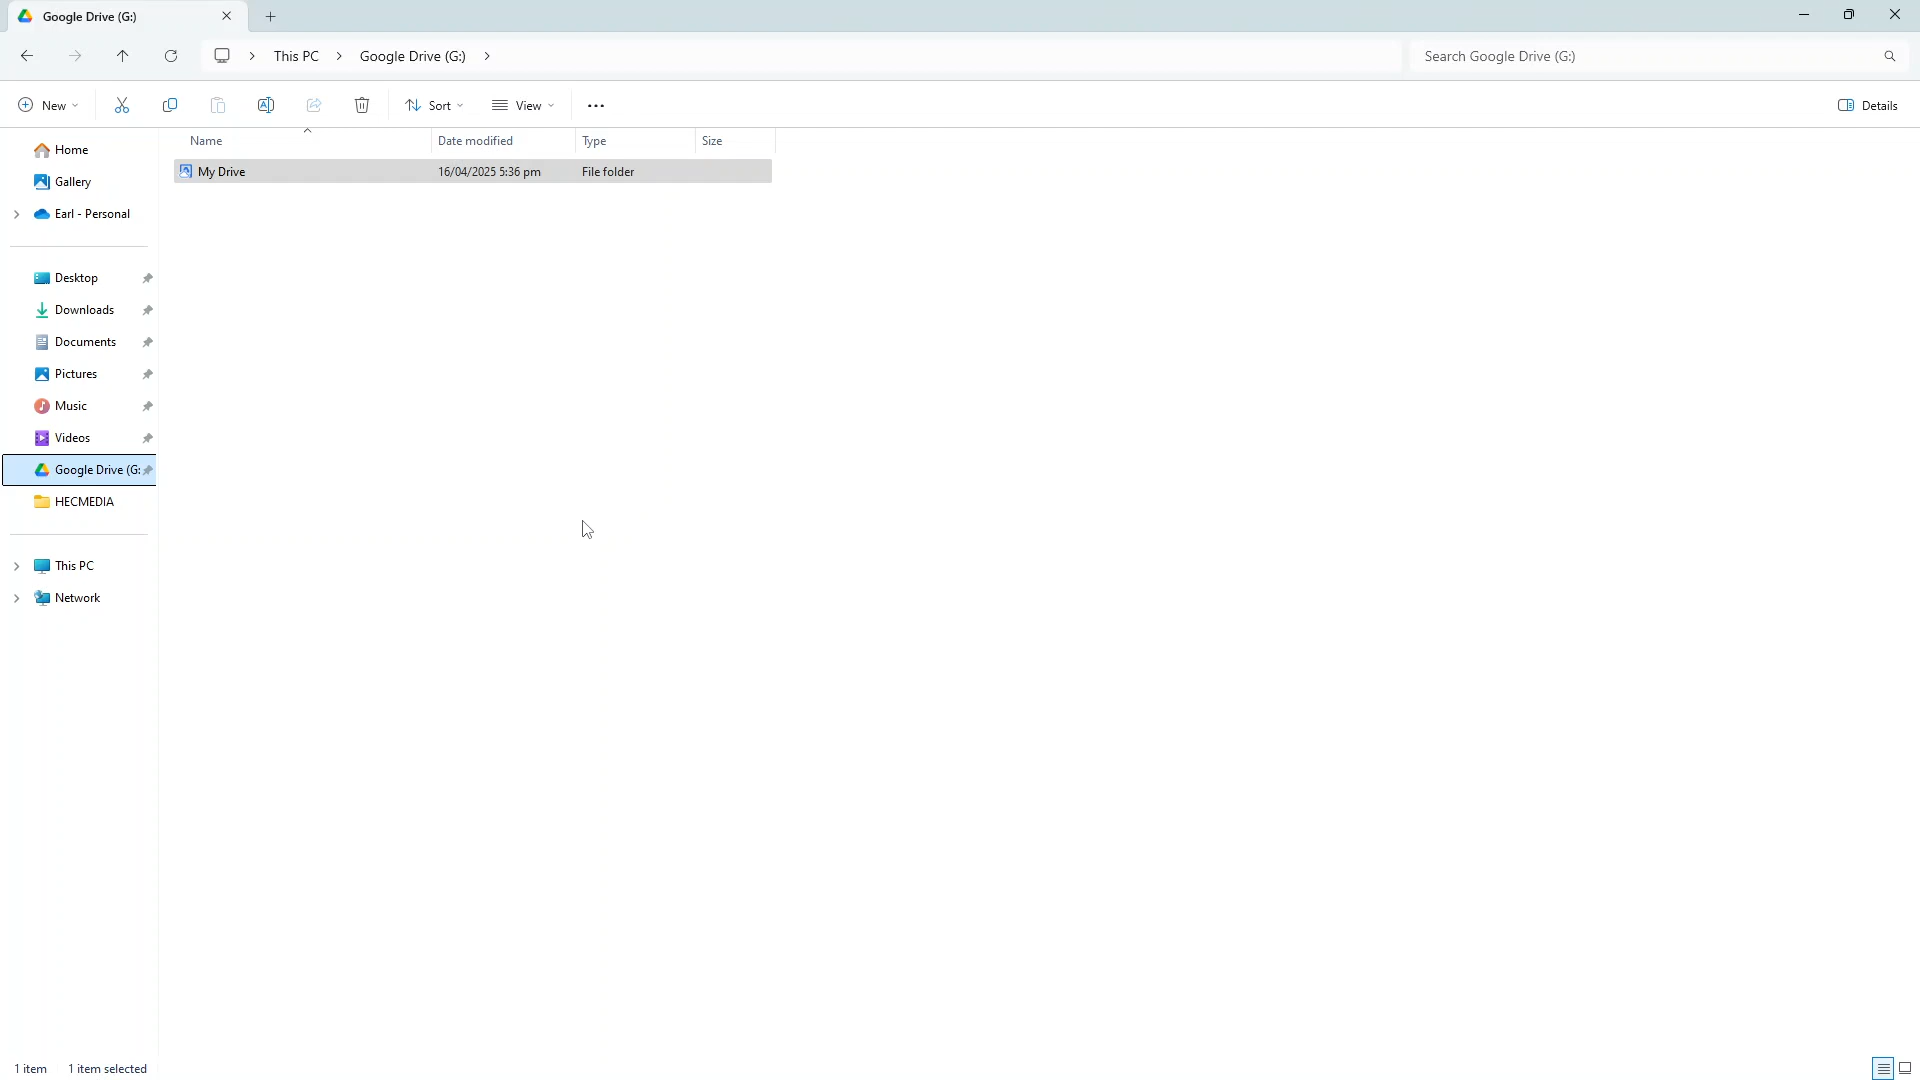 Google Drive (G:)
This PC
Google Drive (G:)
Search Google Drive (G:)
New
Sort
View
Details
Name
Date modified
Type
Size
My Drive
16/04/2025 5:36 pm
File folder
Home
Gallery
Earl - Personal
Desktop
Downloads
Documents
Pictures
Music
Videos
Google Drive (G:
HECMEDIA
This PC
Network
1 item
1 item selected